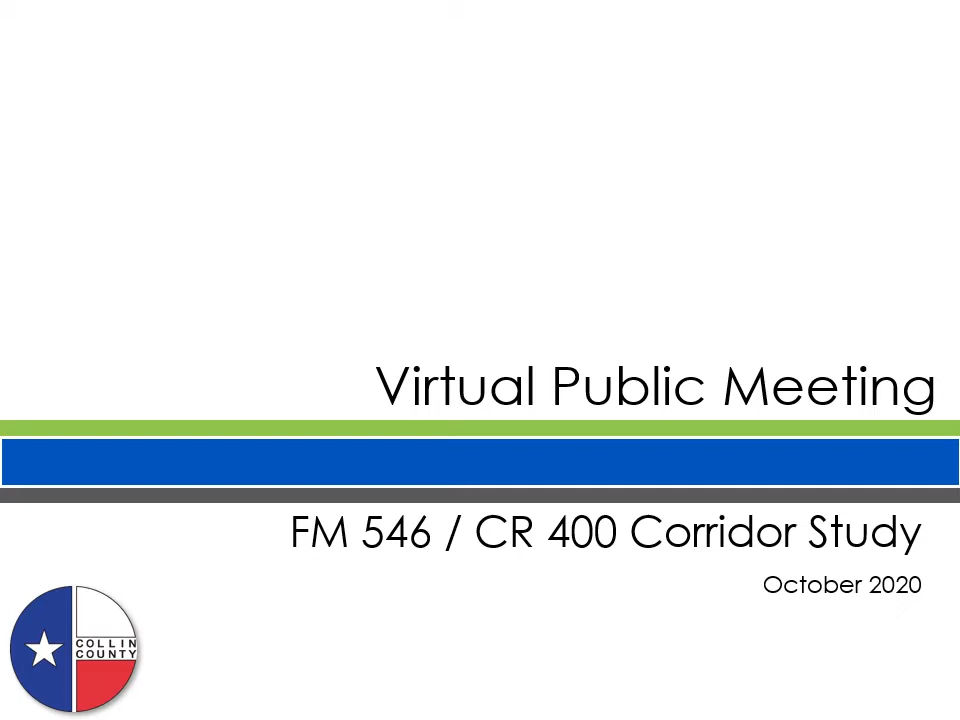 Virtual Public Meeting
FM 546 / CR 400 Corridor Study
October 2020
COLLIN
COUNTY